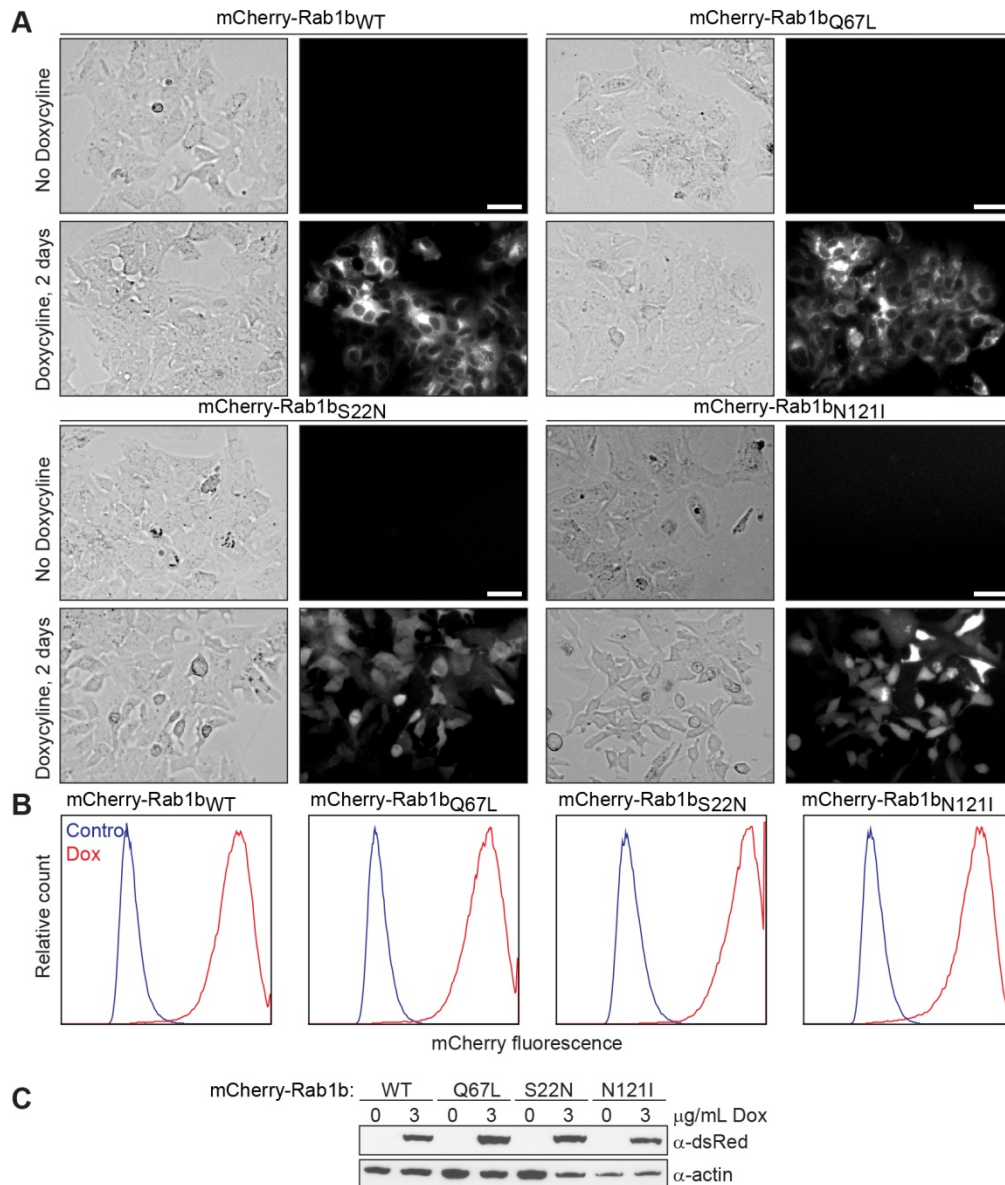 A
mCherry-Rab1bWT
mCherry-Rab1bQ67L
No Doxycyline
Doxycyline, 2 days
mCherry-Rab1bS22N
mCherry-Rab1bN121I
No Doxycyline
Doxycyline, 2 days
B
mCherry-Rab1bWT
mCherry-Rab1bQ67L
mCherry-Rab1bS22N
mCherry-Rab1bN121I
Control
Dox
Relative count
mCherry fluorescence
C
mCherry-Rab1b: WT Q67L S22N N121I
0 3 0 3 0 3 0 3 μg/mL Dox
α-dsRed
α-actin